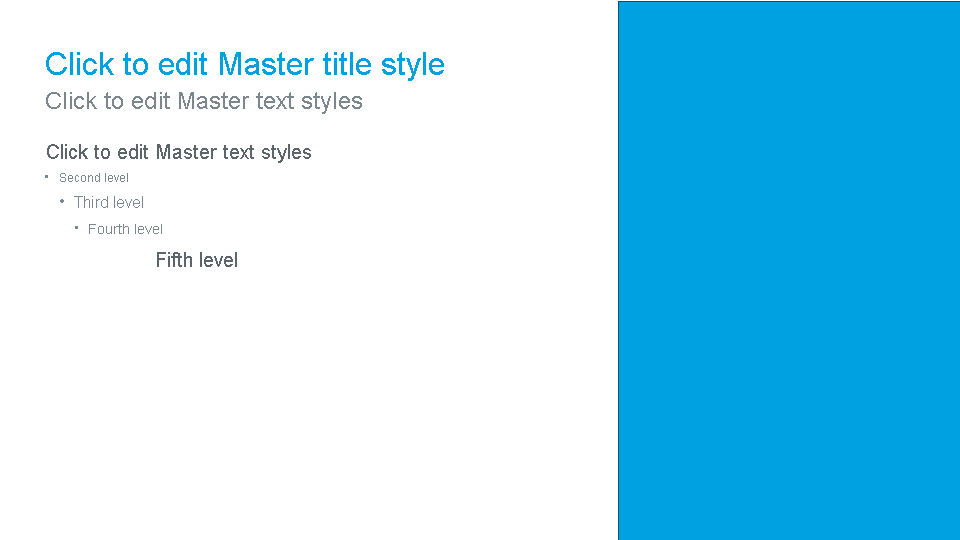 Click to edit Master title style
Click to edit Master text styles
Click to edit Master text styles
• Second level
• Third level
• Fourth level
Fifth level